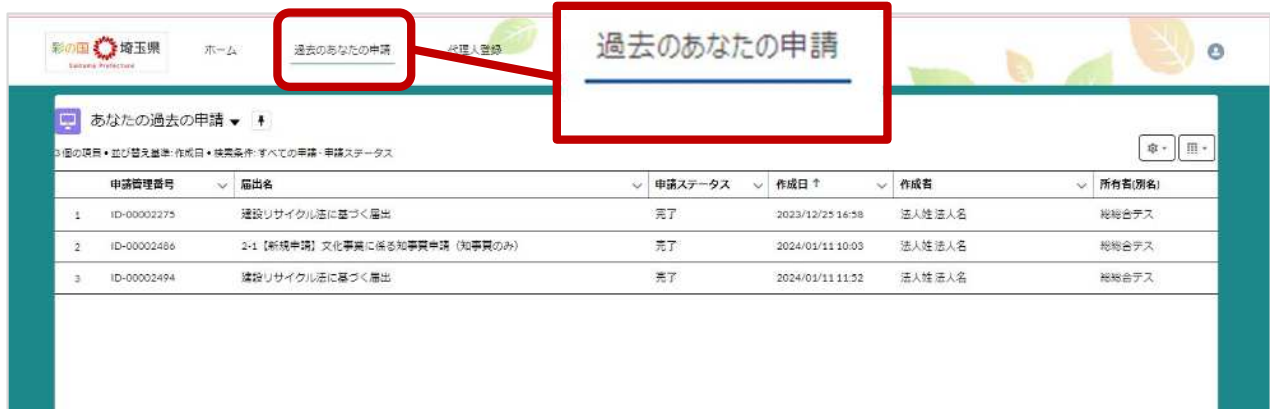 彩の国 埼玉県
Saitama Prefecture
ホーム
過去のあなたの申請
代理人登録
過去のあなたの申請
あなたの過去の申請
3 個の項目 • 並び替え基準: 作成日 • 検索条件: すべての申請 - 申請ステータス
申請管理番号 届出名 申請ステータス 作成日 ↑ 作成者 所有者(別名)
1 ID-00002275 建設リサイクル法に基づく届出 完了 2023/12/25 16:58 法人姓 法人名 総総合テス
2 ID-00002486 2-1【新規申請】文化事業に係る知事賞申請（知事賞のみ） 完了 2024/01/11 10:03 法人姓 法人名 総総合テス
3 ID-00002494 建設リサイクル法に基づく届出 完了 2024/01/11 11:52 法人姓 法人名 総総合テス